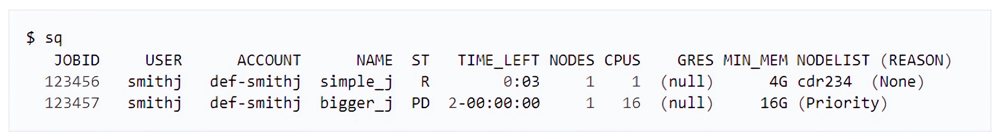 $ sq
   JOBID     USER      ACCOUNT      NAME  ST   TIME_LEFT NODES CPUS    GRES MIN_MEM NODELIST (REASON)
  123456   smithj   def-smithj  simple_j   R        0:03     1    1  (null)      4G cdr234  (None)
  123457   smithj   def-smithj  bigger_j  PD  2-00:00:00     1   16  (null)     16G (Priority)